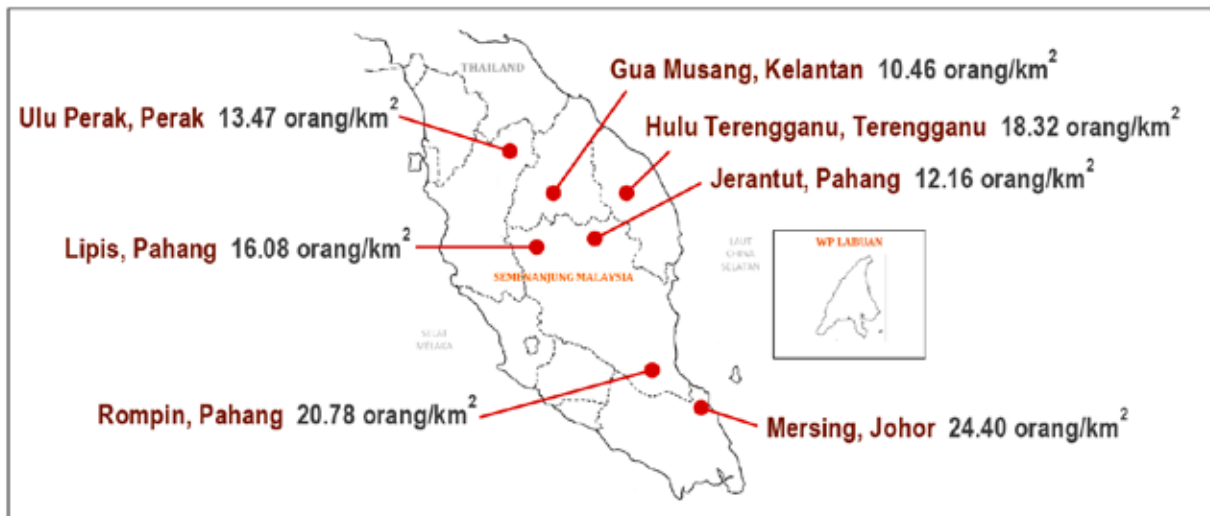 THAILAND
Gua Musang, Kelantan 10.46 orang/km²
Ulu Perak, Perak 13.47 orang/km²
Hulu Terengganu, Terengganu 18.32 orang/km²
Jerantut, Pahang 12.16 orang/km²
Lipis, Pahang 16.08 orang/km²
LAUT
CHINA
SELATAN
WP LABUAN
SEMENANJUNG MALAYSIA
SELAT
MELAKA
Rompin, Pahang 20.78 orang/km²
Mersing, Johor 24.40 orang/km²